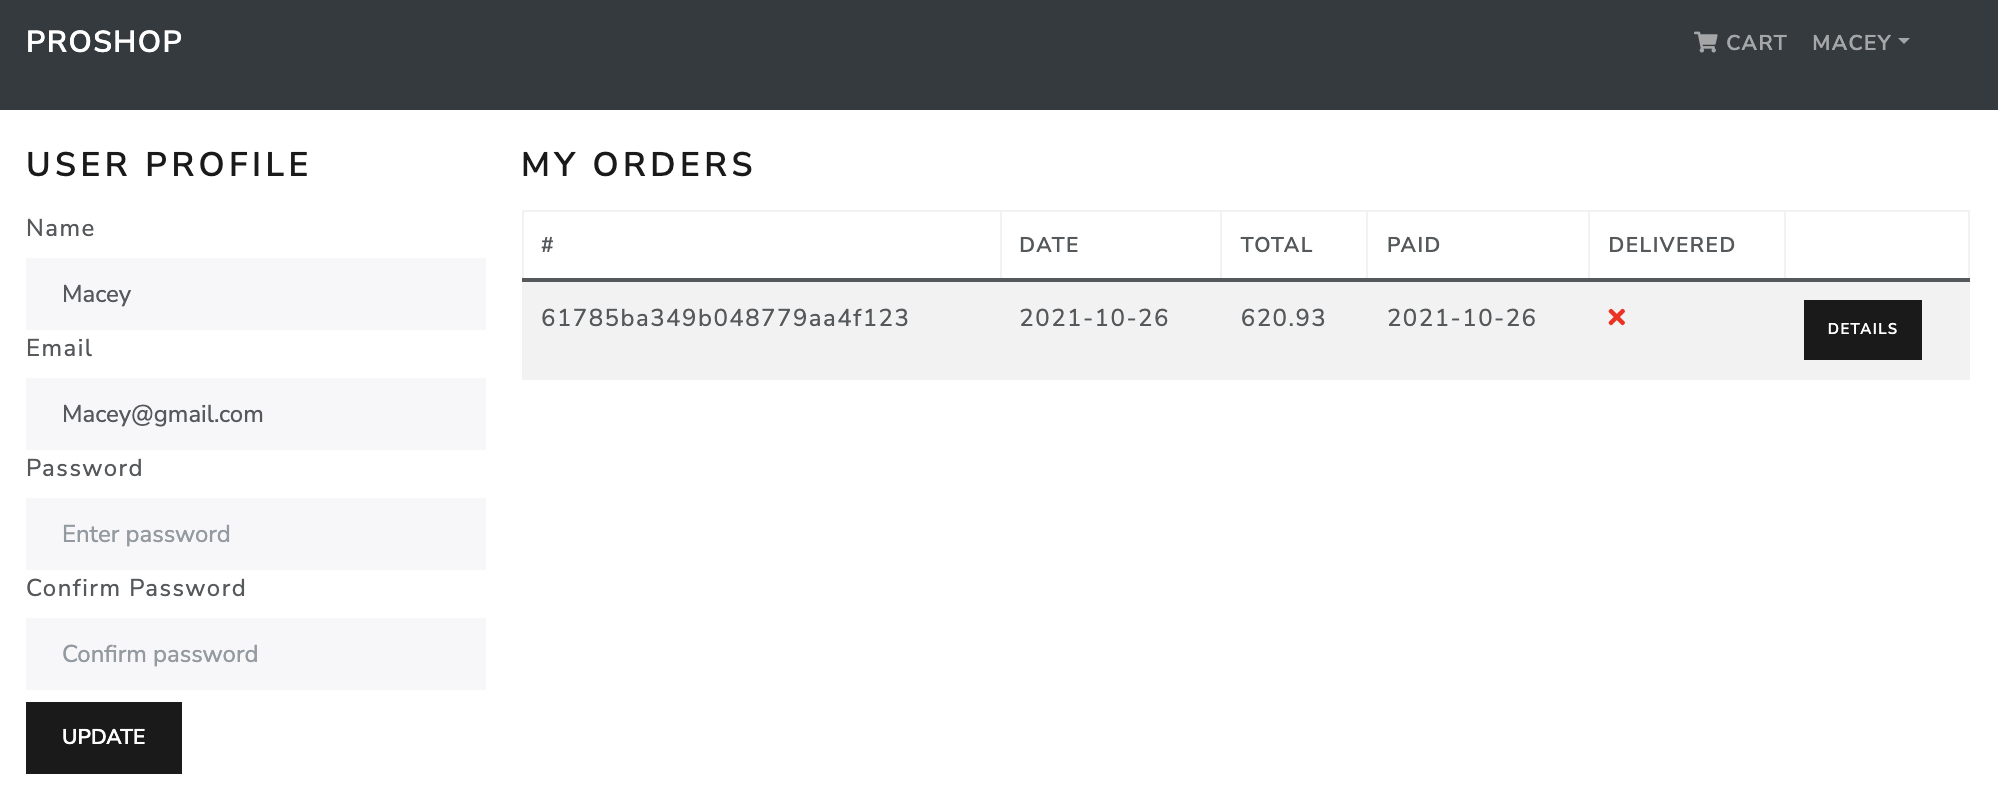 PROSHOP
CART MACEY
USER PROFILE
Name
Macey
Email
Macey@gmail.com
Password
Enter password
Confirm Password
Confirm password
UPDATE
MY ORDERS
# DATE TOTAL PAID DELIVERED
61785ba349b048779aa4f123 2021-10-26 620.93 2021-10-26 DETAILS